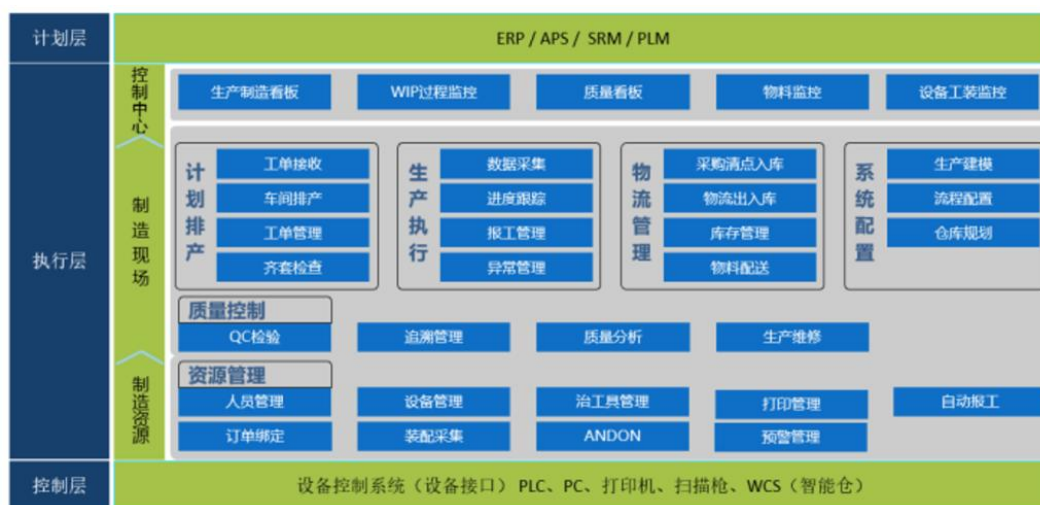 计划层
ERP / APS / SRM / PLM
执行层
控制中心
生产制造看板
WIP过程监控
质量看板
物料监控
设备工装监控
制造现场
计划排产
工单接收
车间排产
工单管理
齐套检查
生产执行
数据采集
进度跟踪
报工管理
异常管理
物流管理
采购清点入库
物流出入库
库存管理
物料配送
系统配置
生产建模
流程配置
仓库规划
质量控制
QC检验
追溯管理
质量分析
生产维修
制造资源
资源管理
人员管理
设备管理
治工具管理
打印管理
自动报工
订单绑定
装配采集
ANDON
预警管理
控制层
设备控制系统（设备接口）PLC、PC、打印机、扫描枪、WCS（智能仓）